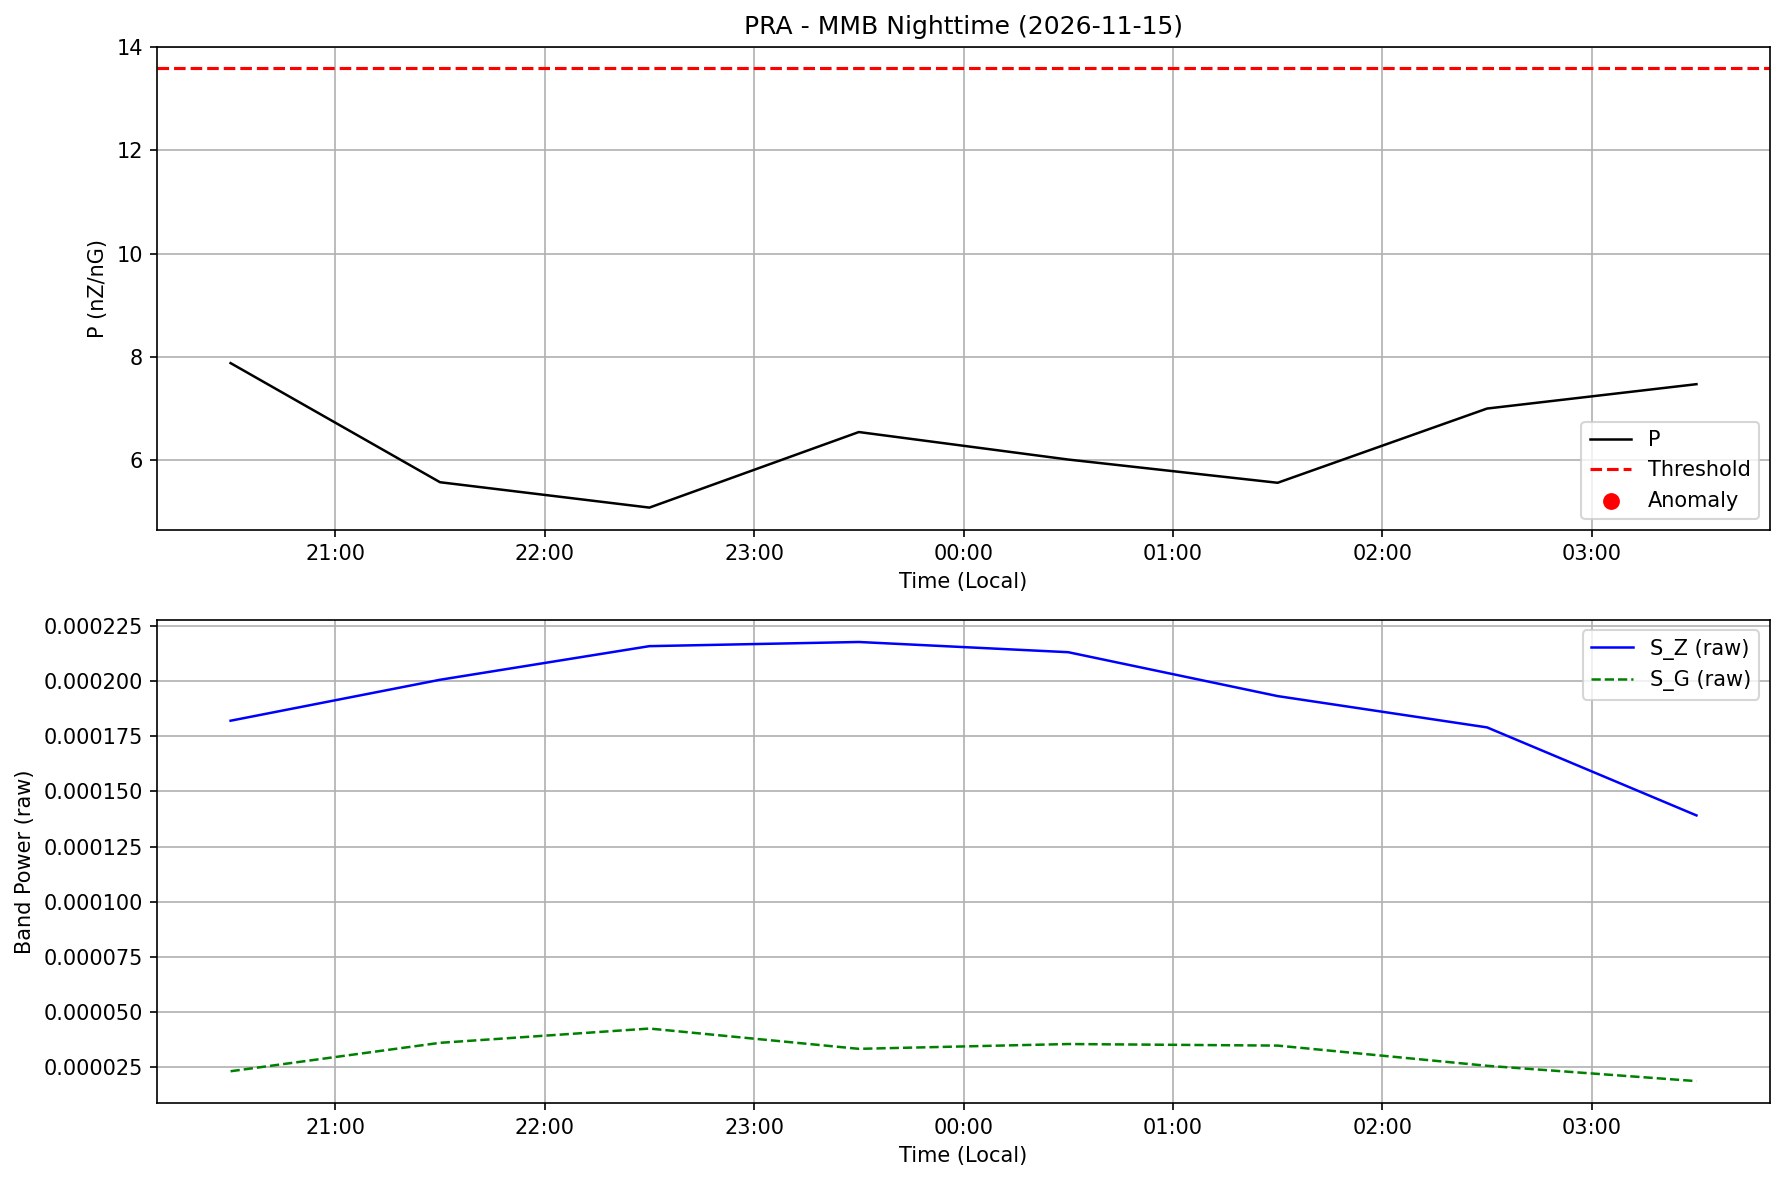 PRA - MMB Nighttime (2026-11-15)
14
12
10
8
6
P (nZ/nG)
P
Threshold
Anomaly
21:00 22:00 23:00 00:00 01:00 02:00 03:00
Time (Local)
0.000225
0.000200
0.000175
0.000150
0.000125
0.000100
0.000075
0.000050
0.000025
Band Power (raw)
S_Z (raw)
S_G (raw)
21:00 22:00 23:00 00:00 01:00 02:00 03:00
Time (Local)